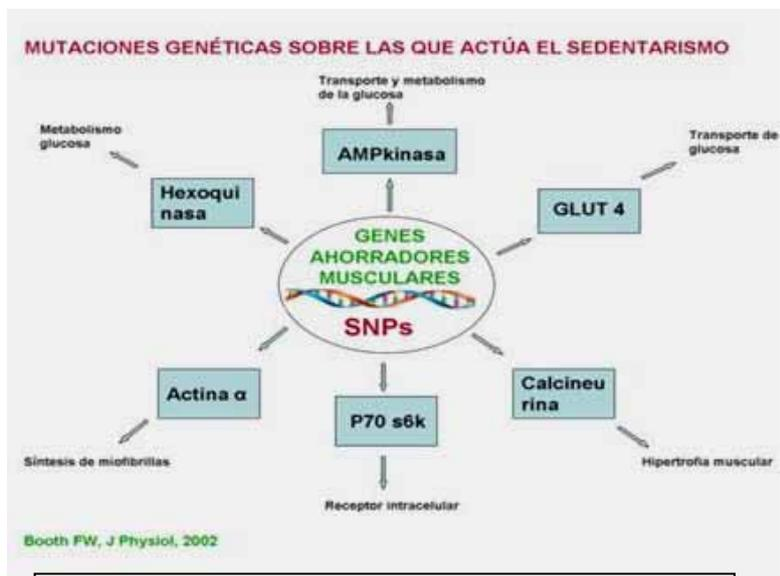 MUTACIONES GENÉTICAS SOBRE LAS QUE ACTÚA EL SEDENTARISMO
Transporte y metabolismo
de la glucosa
Metabolismo
glucosa
Transporte de
glucosa
AMPkinasa
Hexoqui
nasa
GLUT 4
GENES
AHORRADORES
MUSCULARES
SNPs
Actina α
P70 s6k
Calcineu
rina
Síntesis de miofibrillas
Hipertrofia muscular
Receptor intracelular
Booth FW, J Physiol, 2002